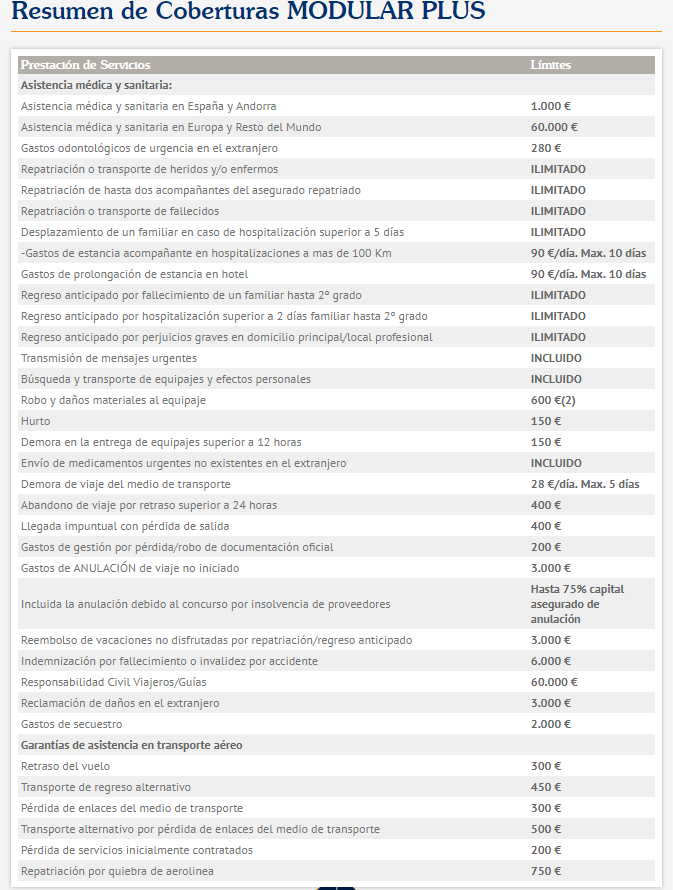 Resumen de Coberturas MODULAR PLUS
Prestación de Servicios Límites
Asistencia médica y sanitaria:
Asistencia médica y sanitaria en España y Andorra 1.000 €
Asistencia médica y sanitaria en Europa y Resto del Mundo 60.000 €
Gastos odontológicos de urgencia en el extranjero 280 €
Repatriación o transporte de heridos y/o enfermos ILIMITADO
Repatriación de hasta dos acompañantes del asegurado repatriado ILIMITADO
Repatriación o transporte de fallecidos ILIMITADO
Desplazamiento de un familiar en caso de hospitalización superior a 5 días ILIMITADO
-Gastos de estancia acompañante en hospitalizaciones a mas de 100 Km 90 €/día. Max. 10 días
Gastos de prolongación de estancia en hotel 90 €/día. Max. 10 días
Regreso anticipado por fallecimiento de un familiar hasta 2º grado ILIMITADO
Regreso anticipado por hospitalización superior a 2 días familiar hasta 2º grado ILIMITADO
Regreso anticipado por perjuicios graves en domicilio principal/local profesional ILIMITADO
Transmisión de mensajes urgentes INCLUIDO
Búsqueda y transporte de equipajes y efectos personales INCLUIDO
Robo y daños materiales al equipaje 600 €(2)
Hurto 150 €
Demora en la entrega de equipajes superior a 12 horas 150 €
Envío de medicamentos urgentes no existentes en el extranjero INCLUIDO
Demora de viaje del medio de transporte 28 €/día. Max. 5 días
Abandono de viaje por retraso superior a 24 horas 400 €
Llegada impuntual con pérdida de salida 400 €
Gastos de gestión por pérdida/robo de documentación oficial 200 €
Gastos de ANULACIÓN de viaje no iniciado 3.000 €
Incluida la anulación debido al concurso por insolvencia de proveedores Hasta 75% capital
asegurado de
anulación
Reembolso de vacaciones no disfrutadas por repatriación/regreso anticipado 3.000 €
Indemnización por fallecimiento o invalidez por accidente 6.000 €
Responsabilidad Civil Viajeros/Guías 60.000 €
Reclamación de daños en el extranjero 3.000 €
Gastos de secuestro 2.000 €
Garantías de asistencia en transporte aéreo
Retraso del vuelo 300 €
Transporte de regreso alternativo 450 €
Pérdida de enlaces del medio de transporte 300 €
Transporte alternativo por pérdida de enlaces del medio de transporte 500 €
Pérdida de servicios inicialmente contratados 200 €
Repatriación por quiebra de aerolinea 750 €